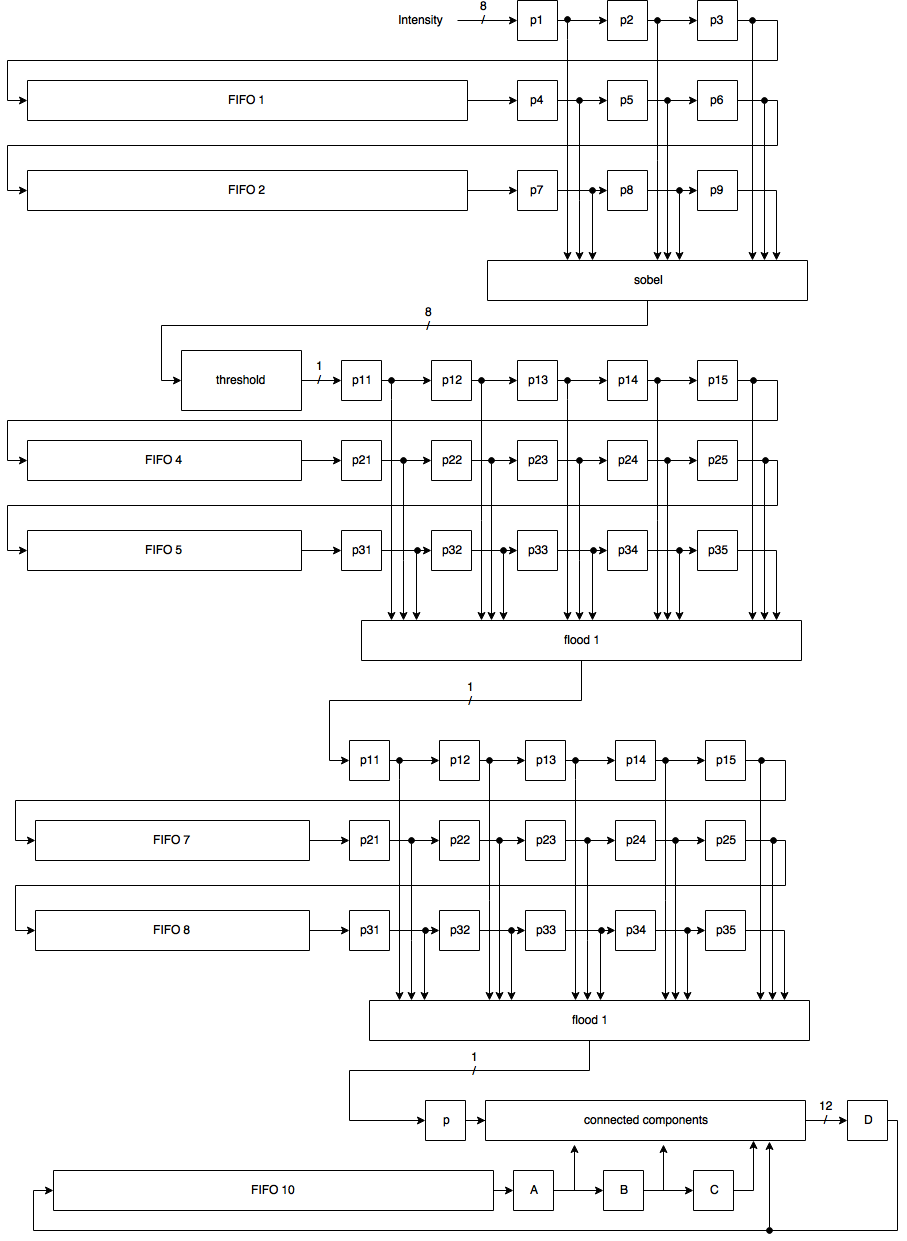 8
Intensity p1 p2 p3
FIFO 1 p4 p5 p6
FIFO 2 p7 p8 p9
sobel
8
threshold 1 p11 p12 p13 p14 p15
FIFO 4 p21 p22 p23 p24 p25
FIFO 5 p31 p32 p33 p34 p35
flood 1
1
p11 p12 p13 p14 p15
FIFO 7 p21 p22 p23 p24 p25
FIFO 8 p31 p32 p33 p34 p35
flood 1
1
p connected components 12 D
FIFO 10 A B C